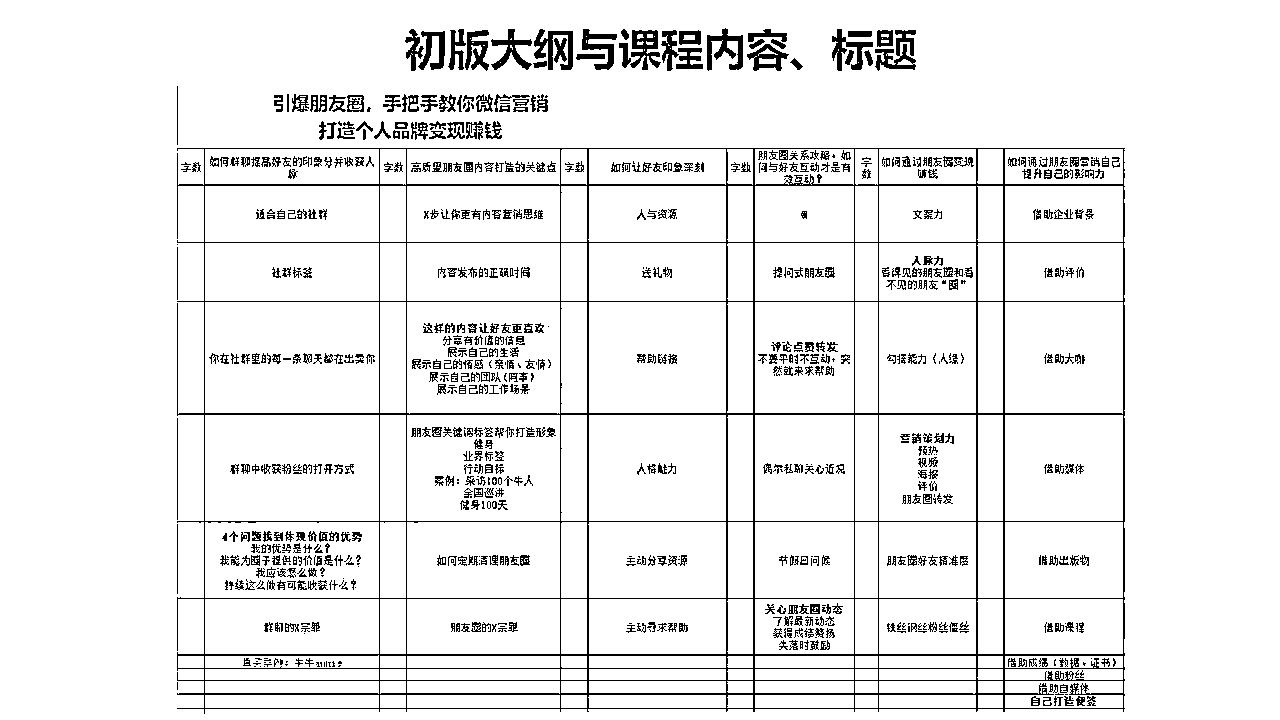 初版大纲与课程内容、标题
引爆朋友圈，手把手教你微信营销
打造个人品牌变现赚钱
字数
如何群聊提高好友的印象分并收获人
脉
字数
高质量朋友圈内容打造的关键点
字数
如何让好友印象深刻
字数
朋友圈关系攻略，如
何与好友互动才是有
效互动？
字
数
如何通过朋友圈变现
赚钱
如何通过朋友圈营销自己
提升自己的影响力
适合自己的社群
X步让你更有内容营销思维
人与资源
文案力
借助企业背景
社群标签
内容发布的正确时间
送礼物
提问式朋友圈
人脉力
看得见的朋友圈和看
不见的朋友“圈”
借助评价
你在社群里的每一条聊天都在出卖你
这样的内容让好友更喜欢
分享有价值的信息
展示自己的生活
展示自己的情感（亲情、友情）
展示自己的团队（同事）
展示自己的工作场景
帮助链接
评论点赞转发
不要平时不互动，突
然就来求帮助
勾搭能力（人缘）
借助大咖
群聊中收获粉丝的打开方式
朋友圈关键词标签帮你打造形象
健身
业界标签
行动目标
案例：采访100个牛人
全国巡讲
健身100天
人格魅力
偶尔私聊关心近况
营销策划力
预热
视频
海报
评价
朋友圈转发
借助媒体
4个问题找到体现价值的优势
我的优势是什么？
我能为圈子提供的价值是什么？
我应该怎么做？
持续这么做有可能收获什么？
如何定期清理朋友圈
主动分享资源
节假日问候
朋友圈好友精准度
借助出版物
群聊的X宗罪
朋友圈的X宗罪
主动寻求帮助
关心朋友圈动态
了解最新动态
获得成绩赞扬
失落时鼓励
铁丝钢丝粉丝僵丝
借助课程
借助成绩（数据，证书）
借助粉丝
借助自媒体
自己打造便签